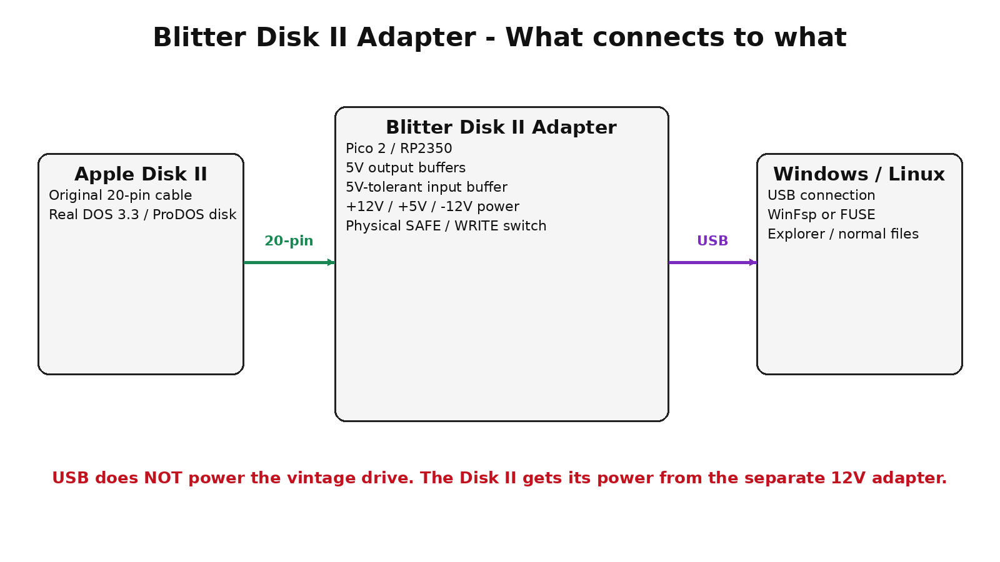 Blitter Disk II Adapter - What connects to what
Apple Disk II
Original 20-pin cable
Real DOS 3.3 / ProDOS disk
20-pin
Blitter Disk II Adapter
Pico 2 / RP2350
5V output buffers
5V-tolerant input buffer
+12V / +5V / -12V power
Physical SAFE / WRITE switch
USB
Windows / Linux
USB connection
WinFsp or FUSE
Explorer / normal files
USB does NOT power the vintage drive. The Disk II gets its power from the separate 12V adapter.